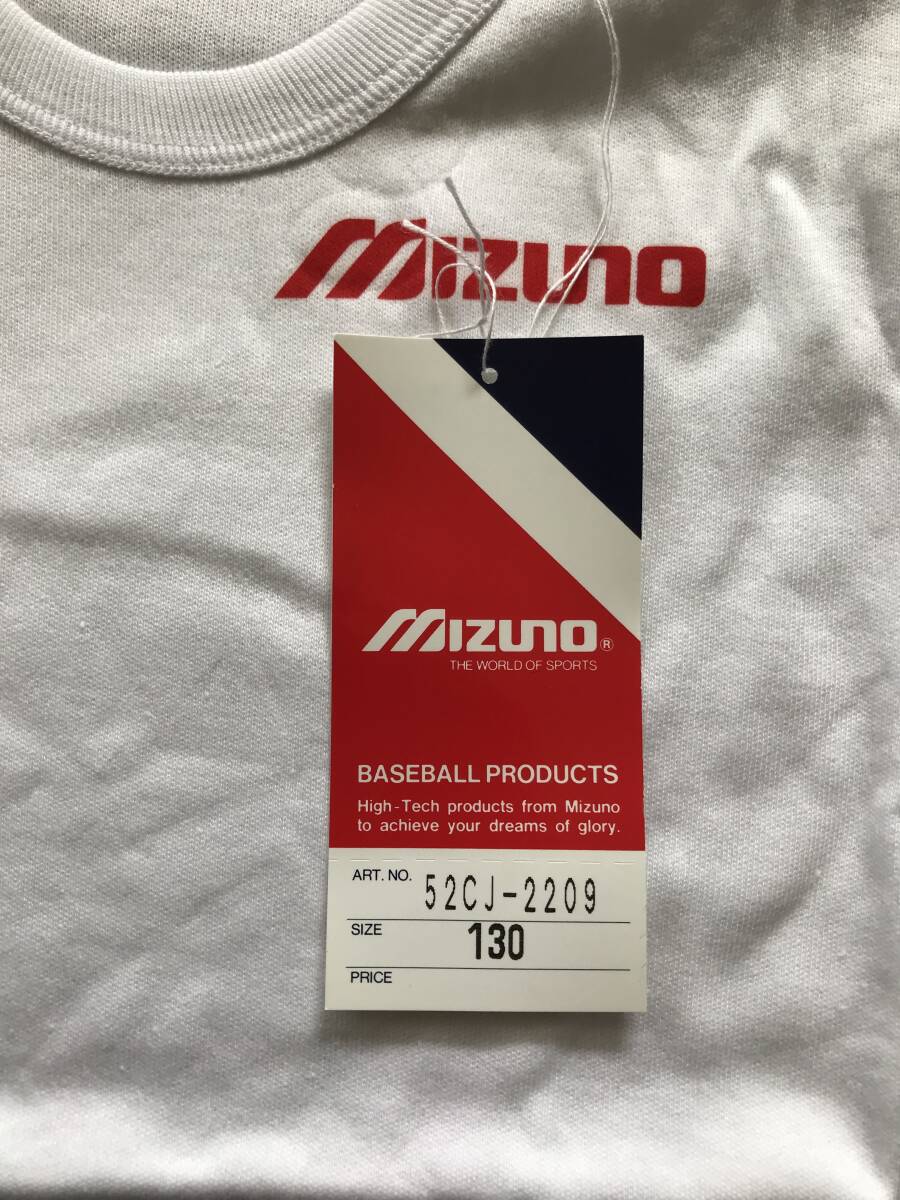 Mizuno
Mizuno®
THE WORLD OF SPORTS
BASEBALL PRODUCTS
High-Tech products from Mizuno
to achieve your dreams of glory.
ART. NO. 52CJ-2209
SIZE 130
PRICE